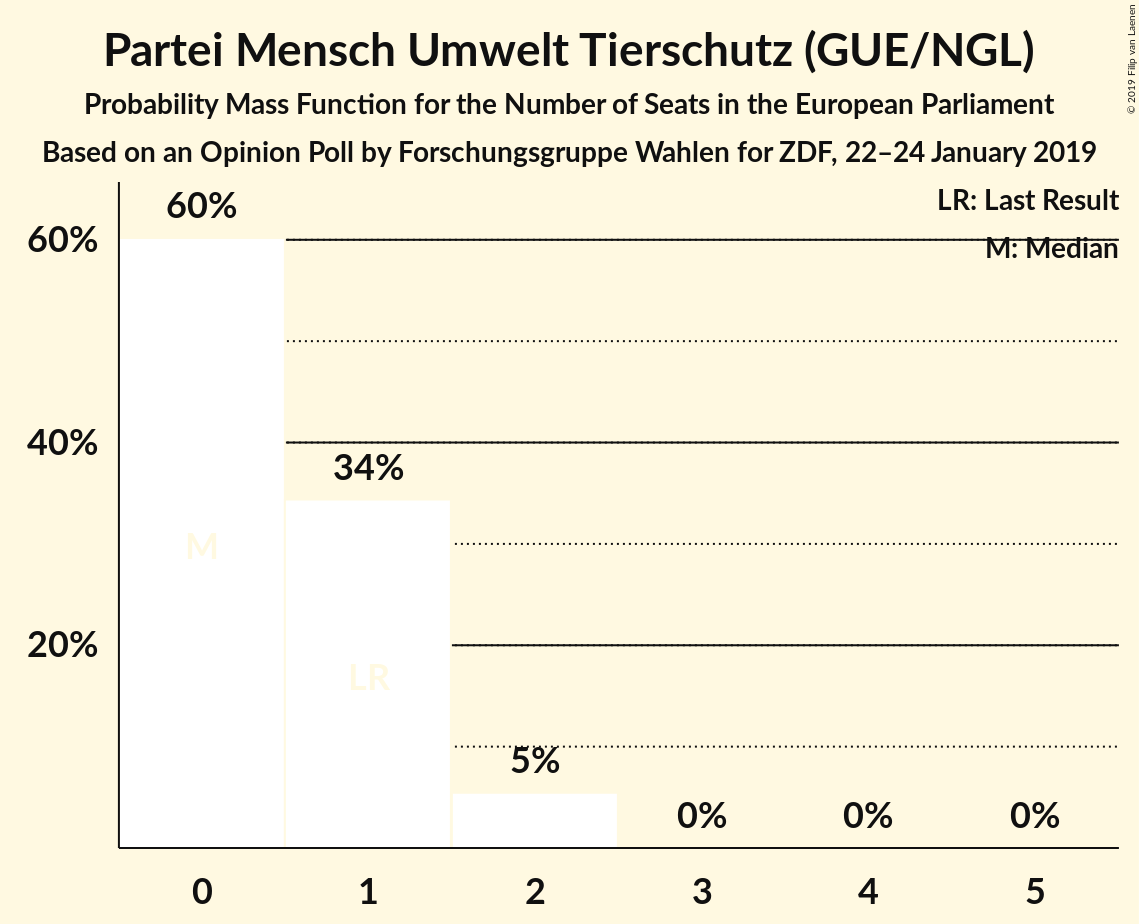 Partei Mensch Umwelt Tierschutz (GUE/NGL)
Probability Mass Function for the Number of Seats in the European Parliament
Based on an Opinion Poll by Forschungsgruppe Wahlen for ZDF, 22–24 January 2019
© 2019 Filip van Laenen
LR: Last Result
M: Median
60%
40%
20%
60%
34%
5%
0%
0%
0%
M
LR
0 1 2 3 4 5